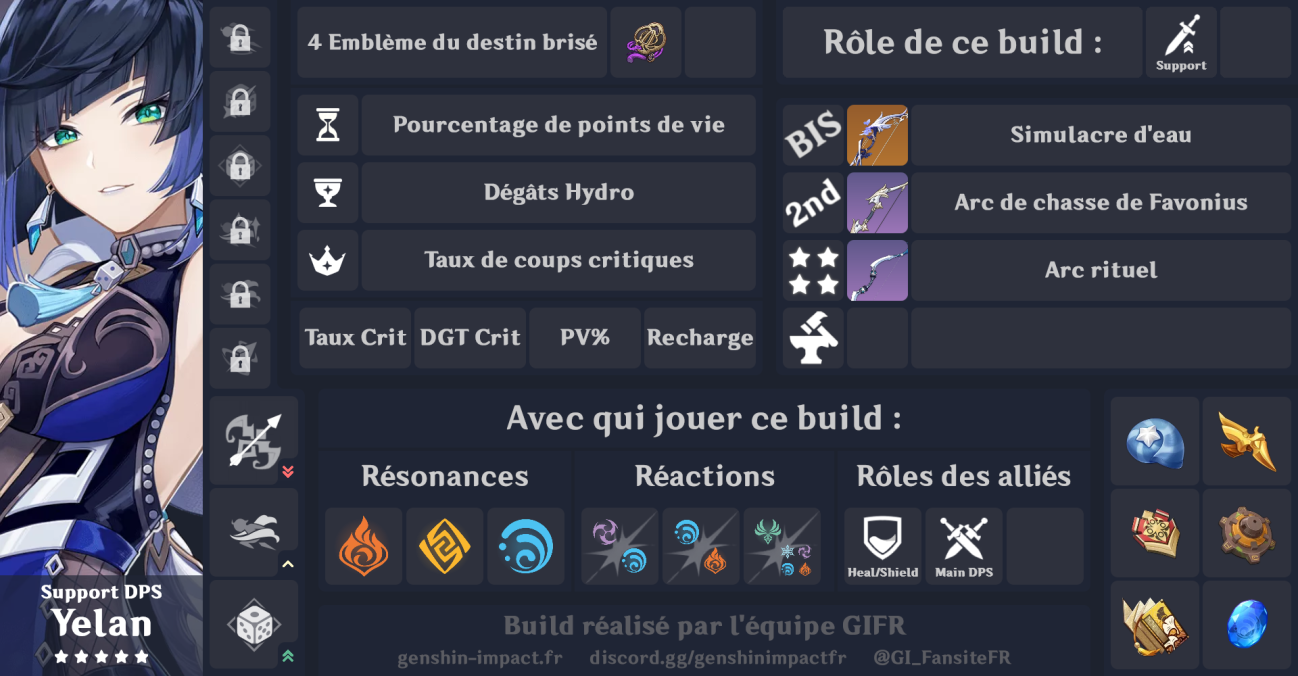 4 Emblème du destin brisé
Rôle de ce build :
Support
Pourcentage de points de vie
Dégâts Hydro
Taux de coups critiques
Taux Crit
DGT Crit
PV%
Recharge
BIS
Simulacre d'eau
2nd
Arc de chasse de Favonius
Arc rituel
Avec qui jouer ce build :
Résonances
Réactions
Rôles des alliés
Heal/Shield
Main DPS
Support DPS
Yelan
Build réalisé par l'équipe GIFR
genshin-impact.fr
discord.gg/genshinimpactfr
@GI_FansiteFR